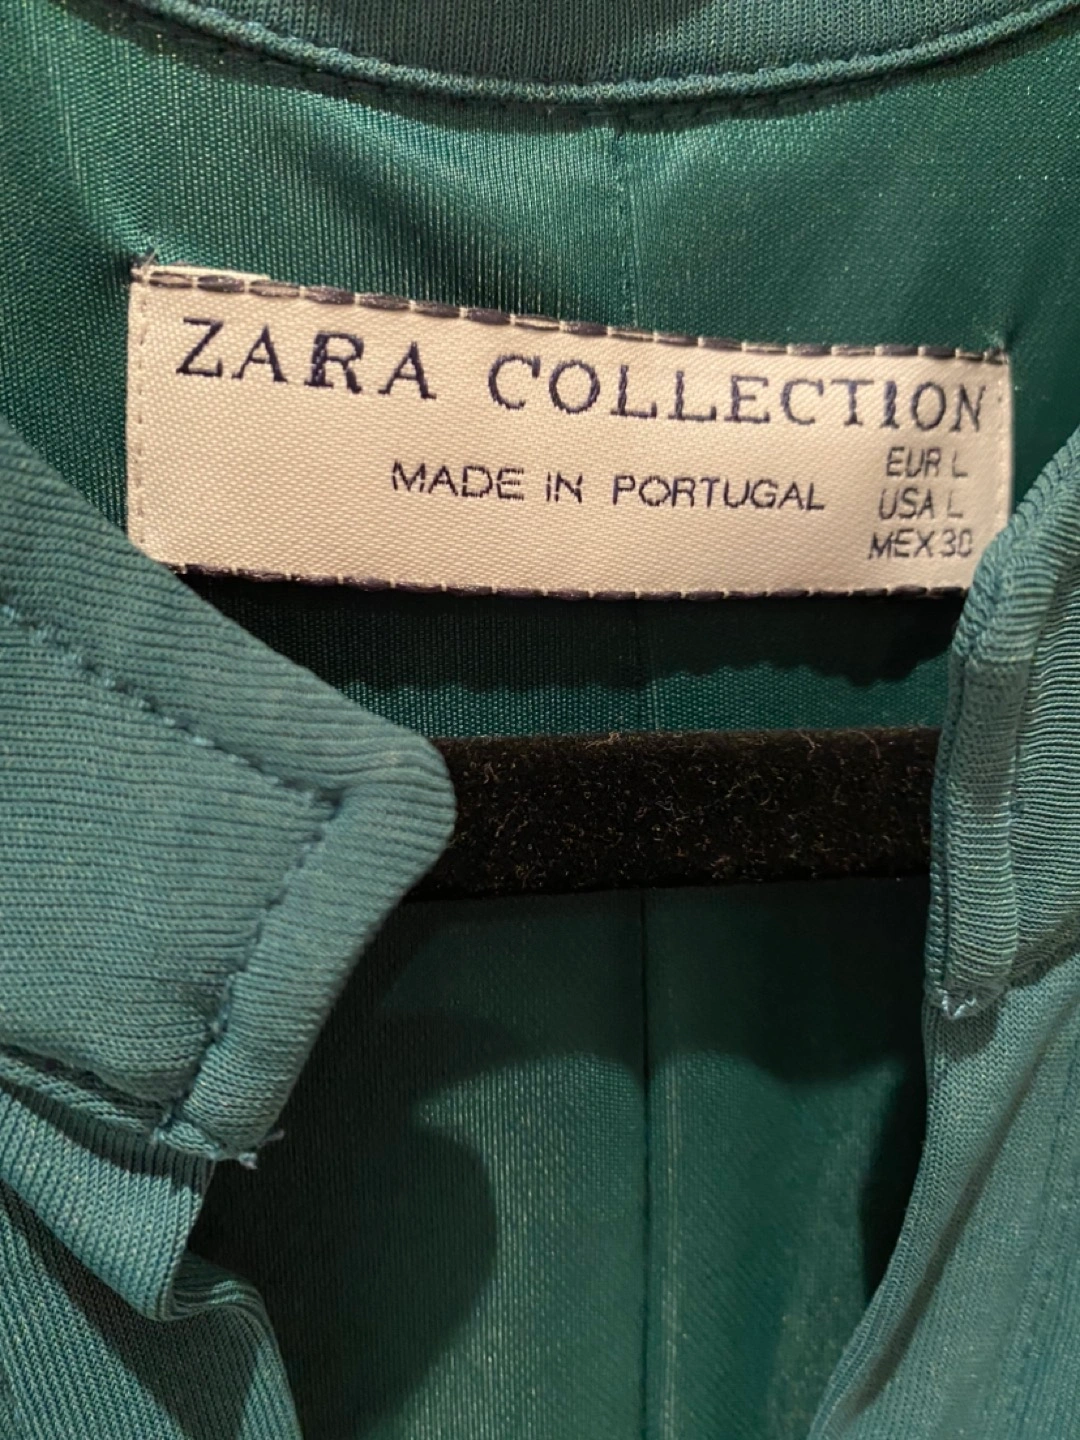 ZARA COLLECTION
MADE IN PORTUGAL
EUR L
USA L
MEX 30